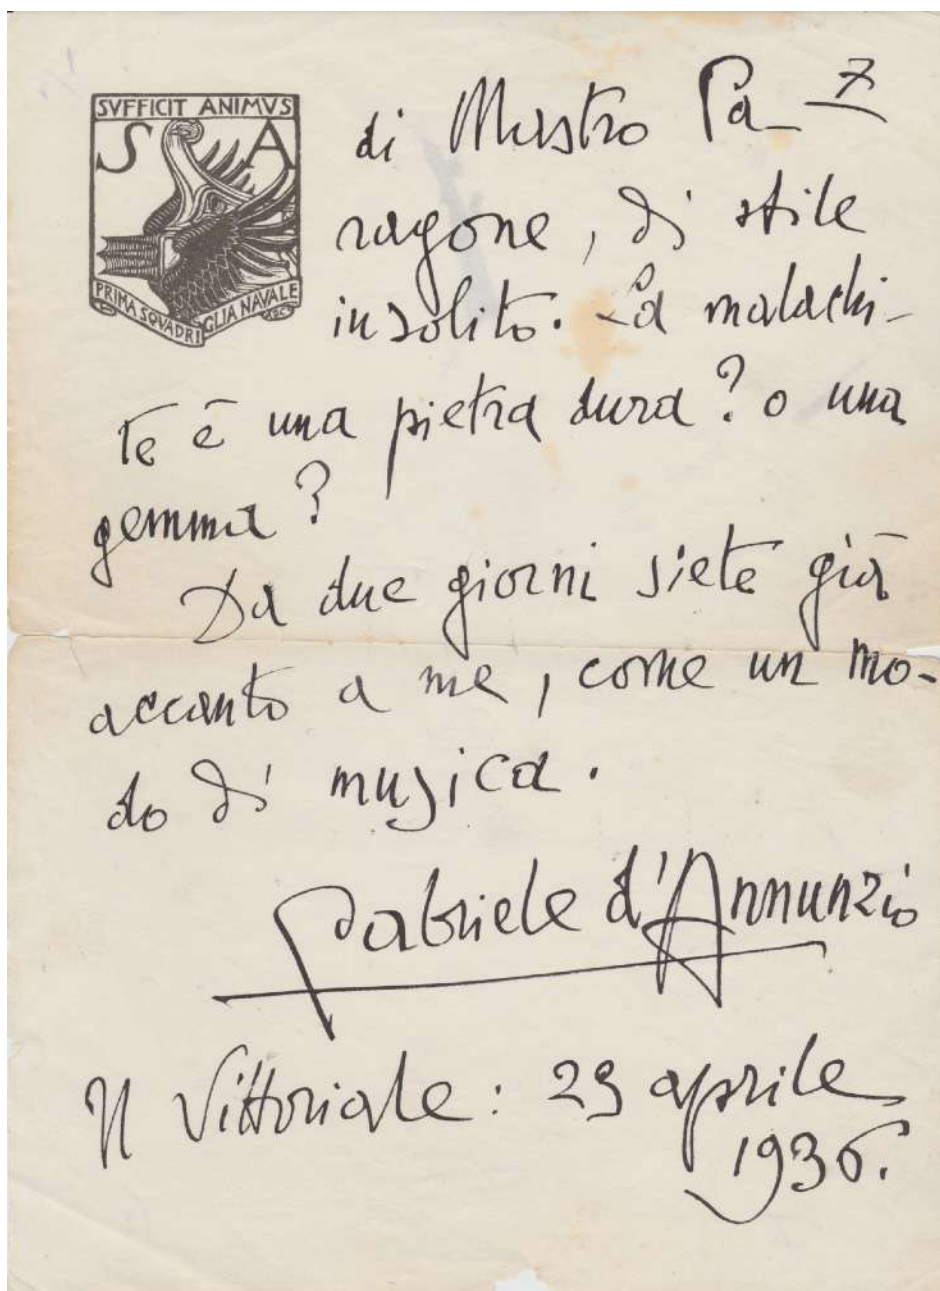 SVFFICIT ANIMVS
S A
PRIMA SQVADRIGLIA NAVALE
7
di Mastro Pa-
ragone, di stile
insolito. La malachi-
te è una pietra dura? o una
gemma?
Da due giorni siete già
accanto a me, come un mo-
do di musica.
Gabriele d'Annunzio
Il Vittoriale: 29 aprile
1936.